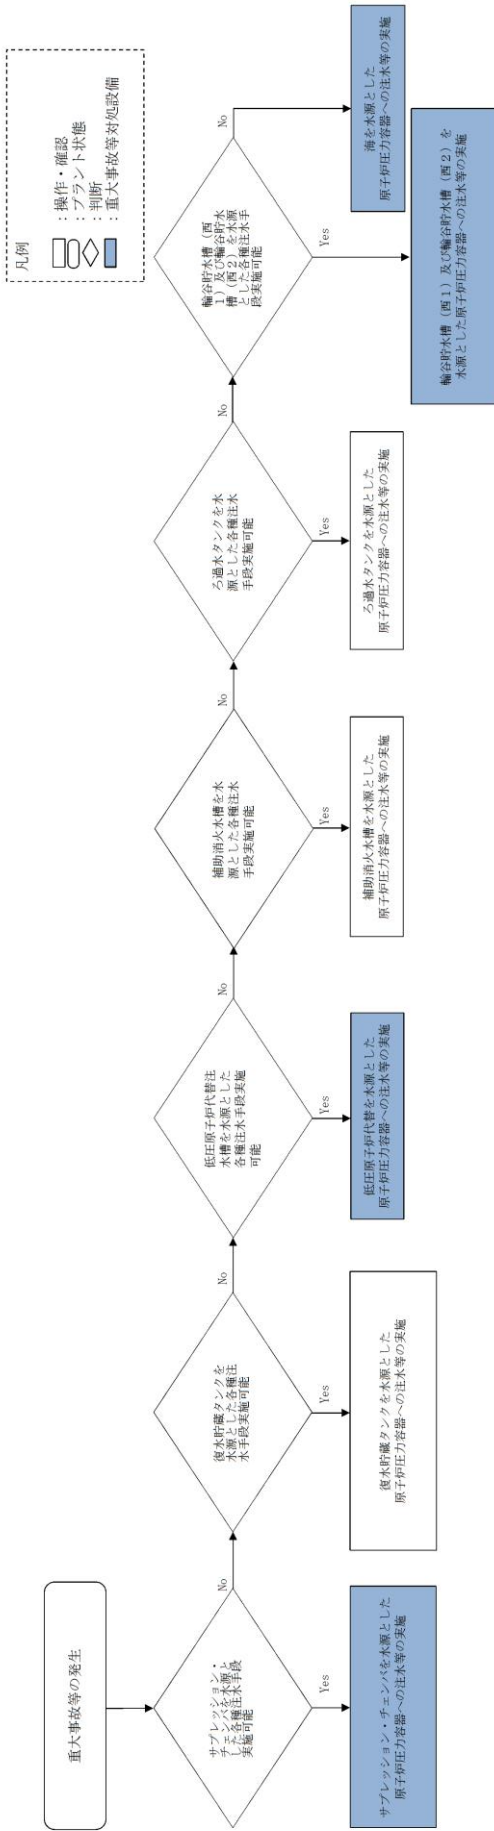 重大事故等の発生
サプレッション・
チェンバを水源と
した各種注水手段
実施可能
No
Yes
サプレッション・チェンバを水源とした
原子炉圧力容器への注水等の実施
復水貯蔵タンクを
水源とした各種注
水手段実施可能
No
Yes
復水貯蔵タンクを水源とした
原子炉圧力容器への注水等の実施
低圧原子炉代替注
水槽を水源とした
各種注水手段実施
可能
No
Yes
低圧原子炉代替を水源とした
原子炉圧力容器への注水等の実施
補助消火水槽を水
源とした各種注水
手段実施可能
No
Yes
補助消火水槽を水源とした
原子炉圧力容器への注水等の実施
ろ過水タンクを水
源とした各種注水
手段実施可能
No
Yes
ろ過水タンクを水源とした
原子炉圧力容器への注水等の実施
輪谷貯水槽(西
1)及び輪谷貯水
槽(西2)を水源
とした各種注水手
段実施可能
No
Yes
海を水源とした
原子炉圧力容器への注水等の実施
輪谷貯水槽(西1)及び輪谷貯水槽(西2)を
水源とした原子炉圧力容器への注水等の実施
凡例
:操作・確認
:プラント状態
:判断
:重大事故等対処設備